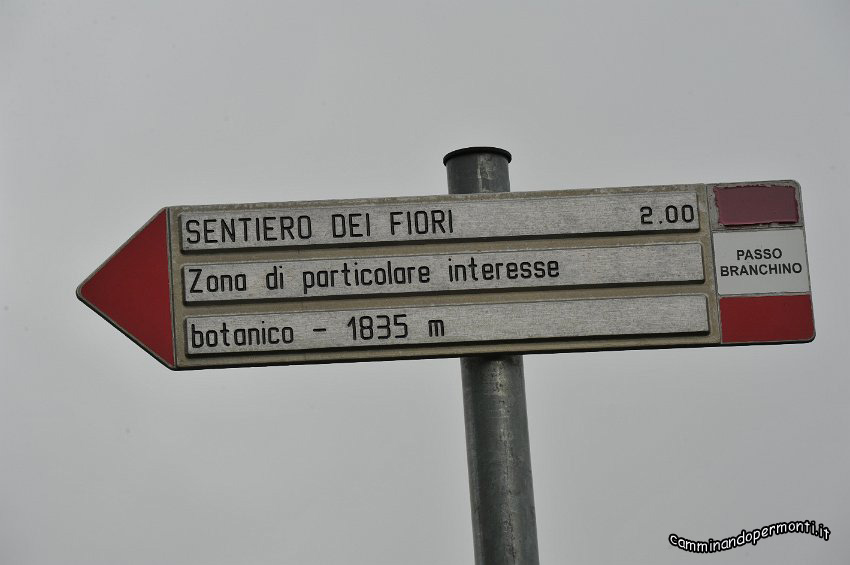 SENTIERO DEI FIORI 2.00
Zona di particolare interesse
botanico - 1835 m
PASSO
BRANCHINO
camminandopermonti.it